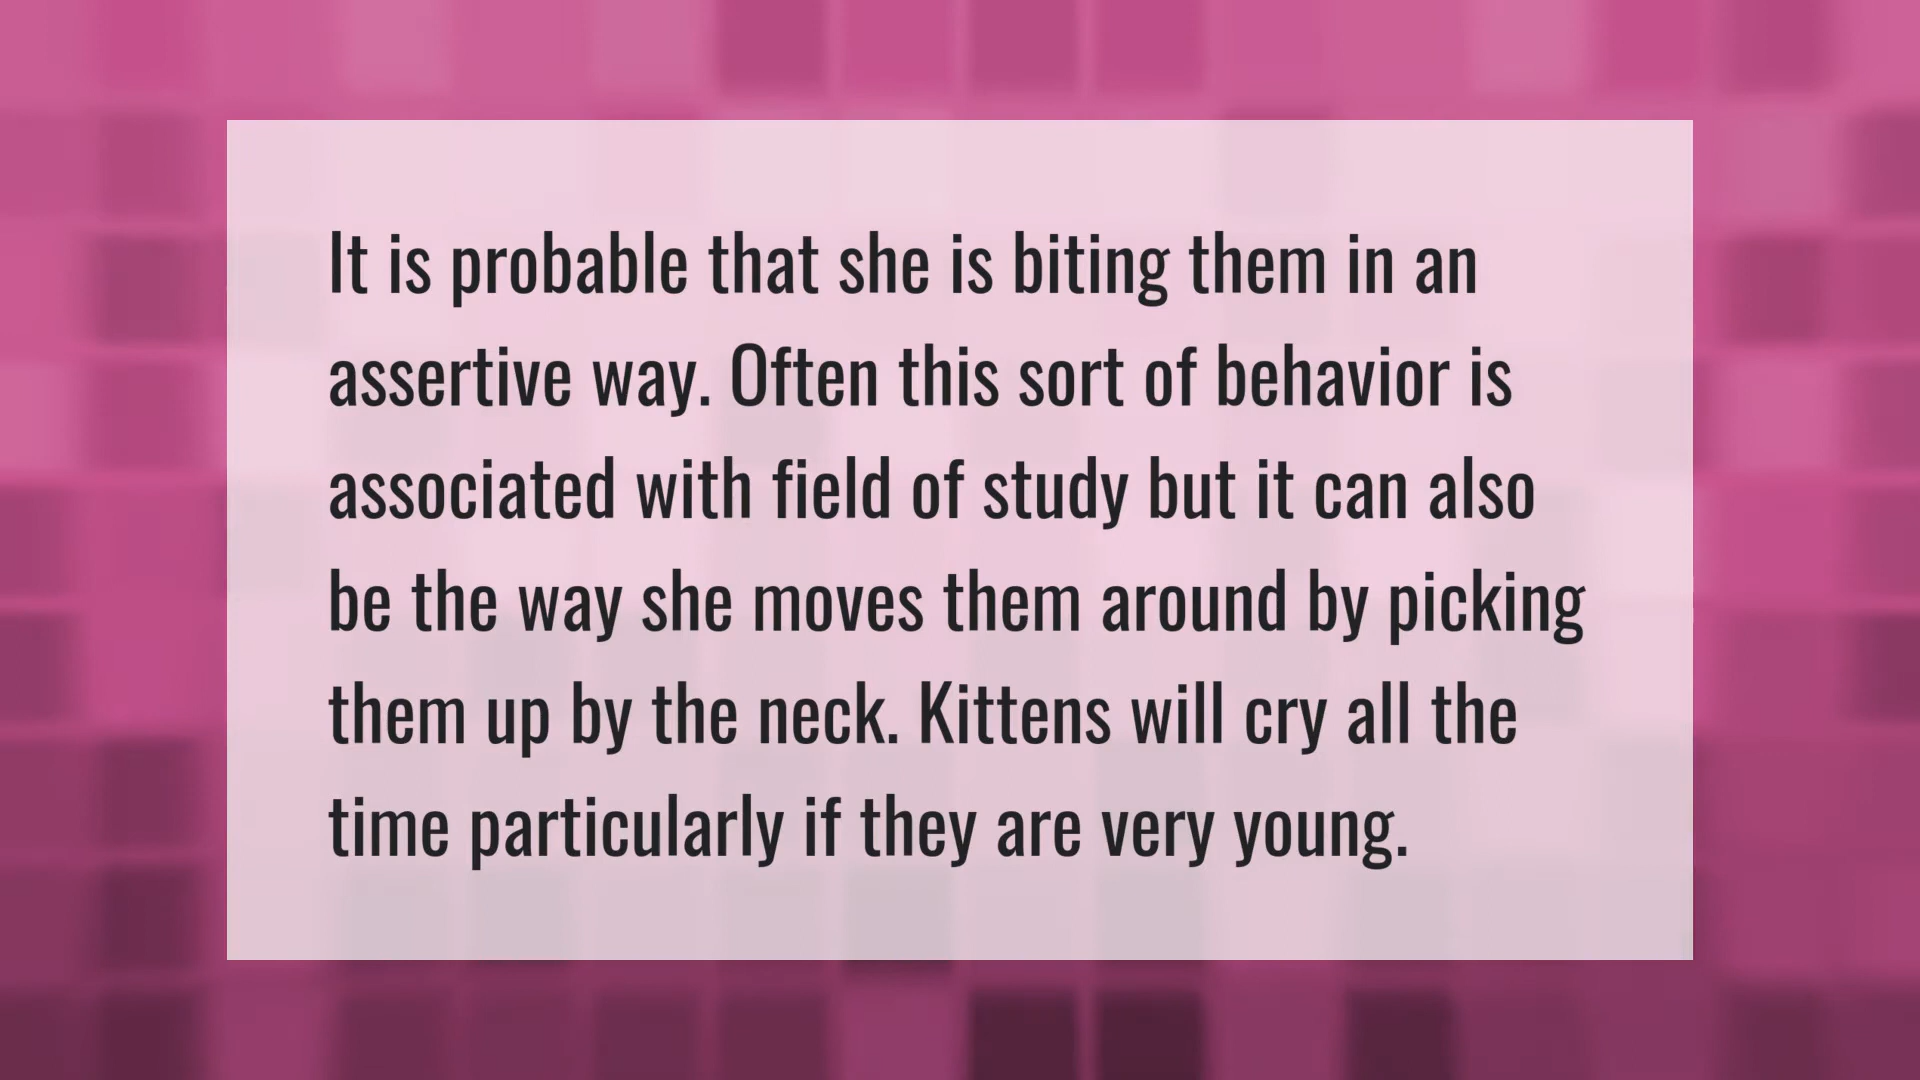 It is probable that she is biting them in an
assertive way. Often this sort of behavior is
associated with field of study but it can also
be the way she moves them around by picking
them up by the neck. Kittens will cry all the
time particularly if they are very young.